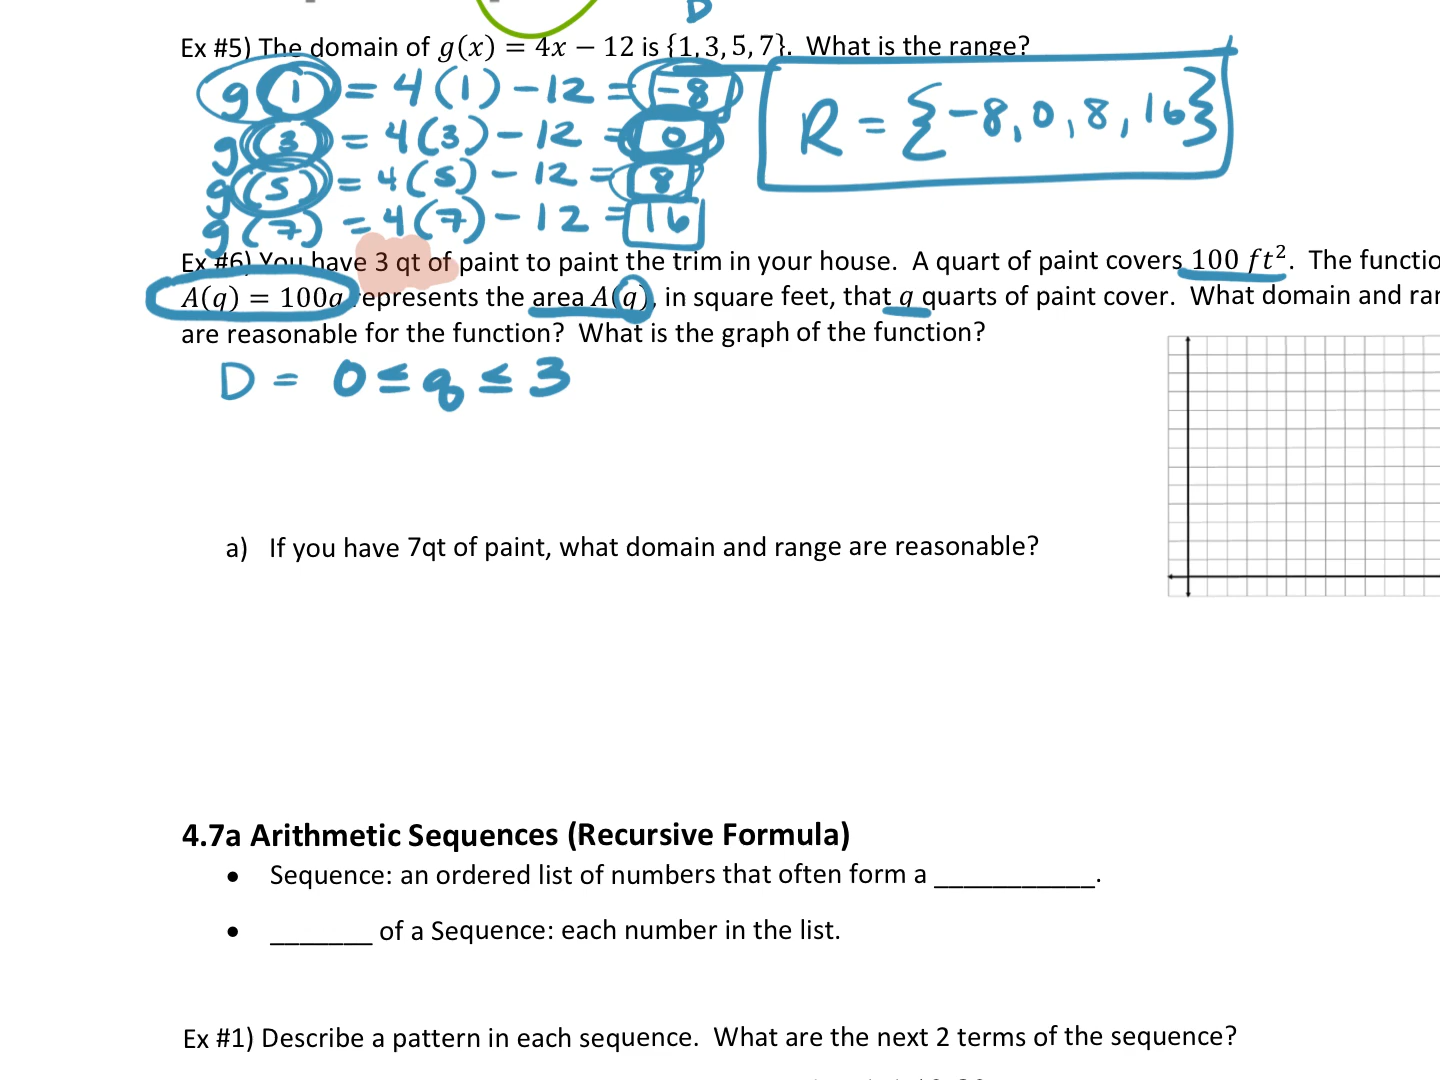 D
Ex #5) The domain of g(x) = 4x − 12 is {1, 3, 5, 7}. What is the range?
g(1) = 4(1) − 12 = −8
g(3) = 4(3) − 12 = 0
g(5) = 4(5) − 12 = 8
g(7) = 4(7) − 12 = 16
R = {−8, 0, 8, 16}
Ex #6) You have 3 qt of paint to paint the trim in your house. A quart of paint covers 100 ft². The functio
A(q) = 100q represents the area A(q), in square feet, that q quarts of paint cover. What domain and ran
are reasonable for the function? What is the graph of the function?
D = 0 ≤ q ≤ 3
a) If you have 7qt of paint, what domain and range are reasonable?
4.7a Arithmetic Sequences (Recursive Formula)
• Sequence: an ordered list of numbers that often form a ___________.
• _______ of a Sequence: each number in the list.
Ex #1) Describe a pattern in each sequence. What are the next 2 terms of the sequence?